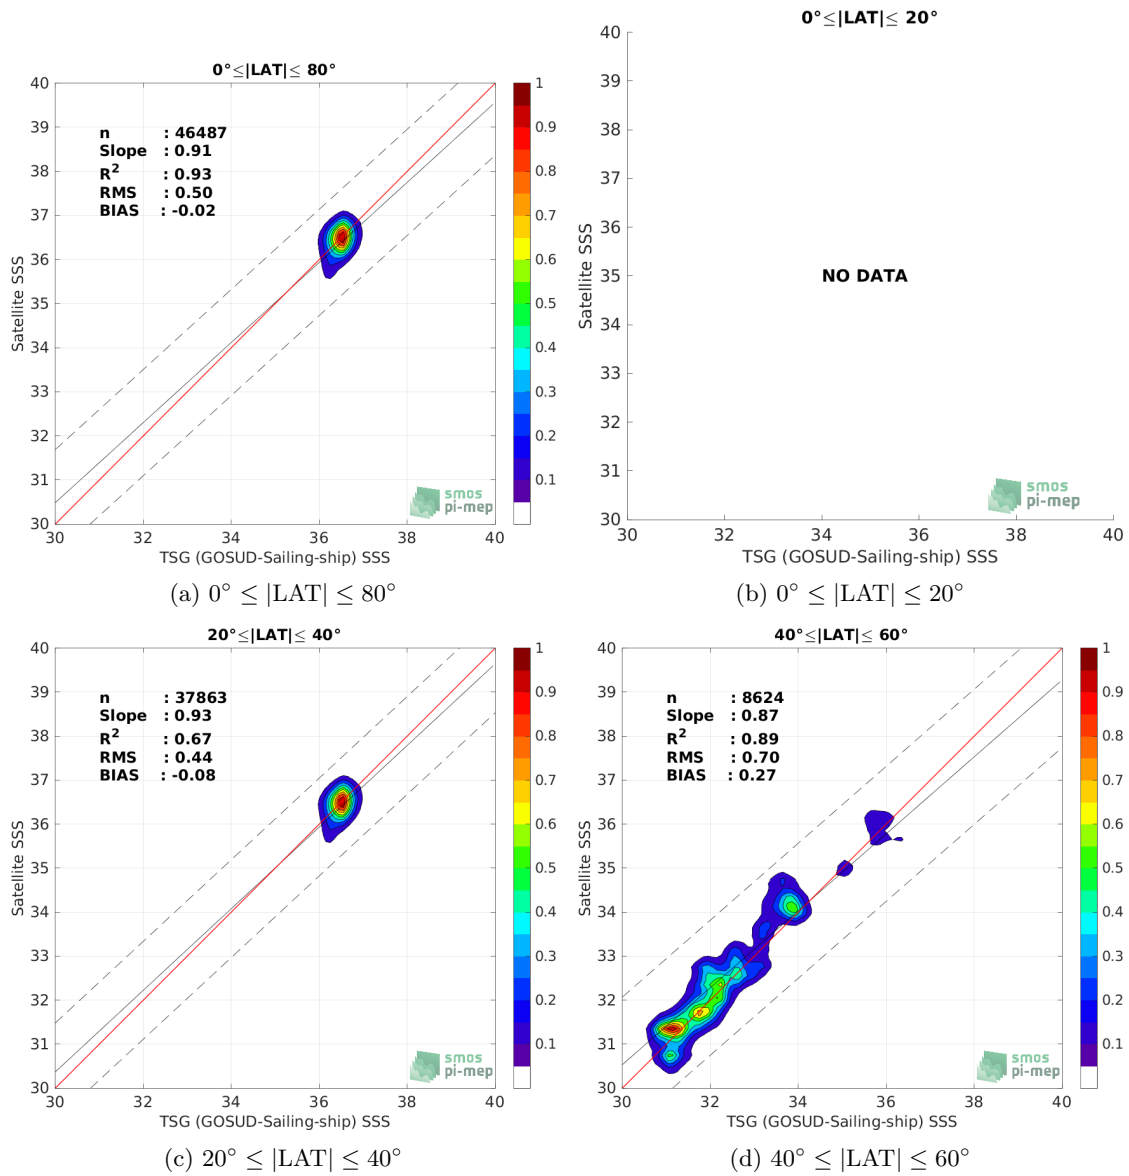 0°≤|LAT|≤ 80°
40
39
38
37
36
35
34
33
32
31
30
30
32
34
36
38
40
Satellite SSS
TSG (GOSUD-Sailing-ship) SSS
n : 46487
Slope : 0.91
R² : 0.93
RMS : 0.50
BIAS : -0.02
smos
pi-mep
1
0.9
0.8
0.7
0.6
0.5
0.4
0.3
0.2
0.1
(a) 0° ≤ |LAT| ≤ 80°
0°≤|LAT|≤ 20°
40
39
38
37
36
35
34
33
32
31
30
30
32
34
36
38
40
Satellite SSS
TSG (GOSUD-Sailing-ship) SSS
NO DATA
smos
pi-mep
(b) 0° ≤ |LAT| ≤ 20°
20°≤|LAT|≤ 40°
40
39
38
37
36
35
34
33
32
31
30
30
32
34
36
38
40
Satellite SSS
TSG (GOSUD-Sailing-ship) SSS
n : 37863
Slope : 0.93
R² : 0.67
RMS : 0.44
BIAS : -0.08
smos
pi-mep
1
0.9
0.8
0.7
0.6
0.5
0.4
0.3
0.2
0.1
(c) 20° ≤ |LAT| ≤ 40°
40°≤|LAT|≤ 60°
40
39
38
37
36
35
34
33
32
31
30
30
32
34
36
38
40
Satellite SSS
TSG (GOSUD-Sailing-ship) SSS
n : 8624
Slope : 0.87
R² : 0.89
RMS : 0.70
BIAS : 0.27
smos
pi-mep
1
0.9
0.8
0.7
0.6
0.5
0.4
0.3
0.2
0.1
(d) 40° ≤ |LAT| ≤ 60°